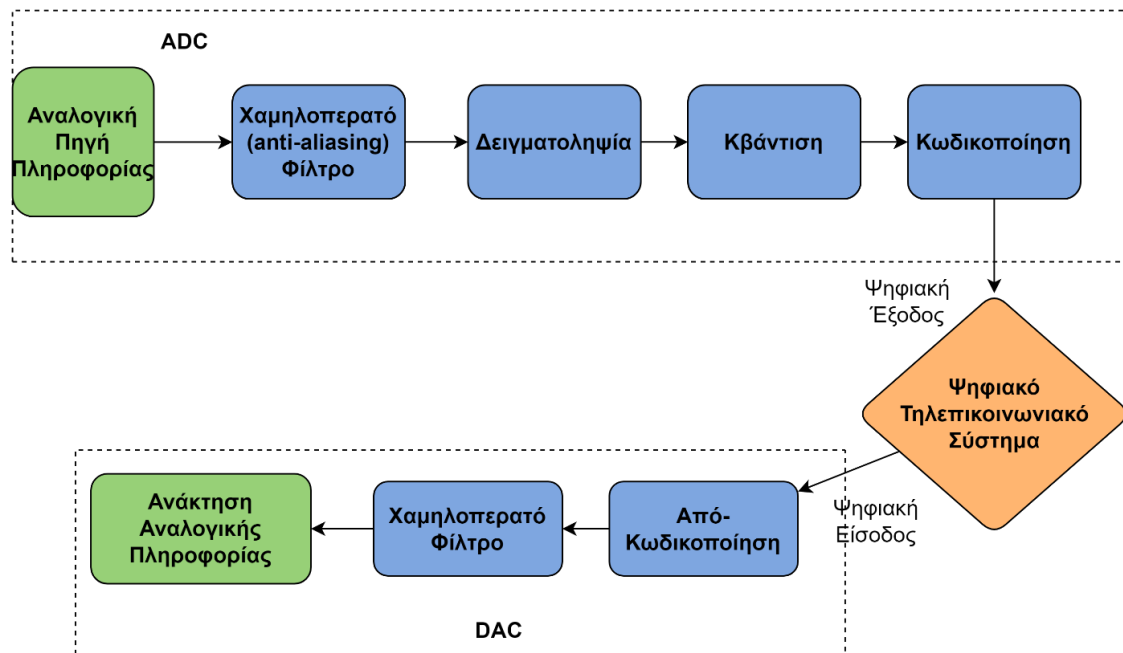 ADC
Αναλογική
Πηγή
Πληροφορίας
Χαμηλοπερατό
(anti-aliasing)
Φίλτρο
Δειγματοληψία
Κβάντιση
Κωδικοποίηση
Ψηφιακή
Έξοδος
Ψηφιακό
Τηλεπικοινωνιακό
Σύστημα
Ψηφιακή
Είσοδος
Από-
Κωδικοποίηση
Χαμηλοπερατό
Φίλτρο
Ανάκτηση
Αναλογικής
Πληροφορίας
DAC